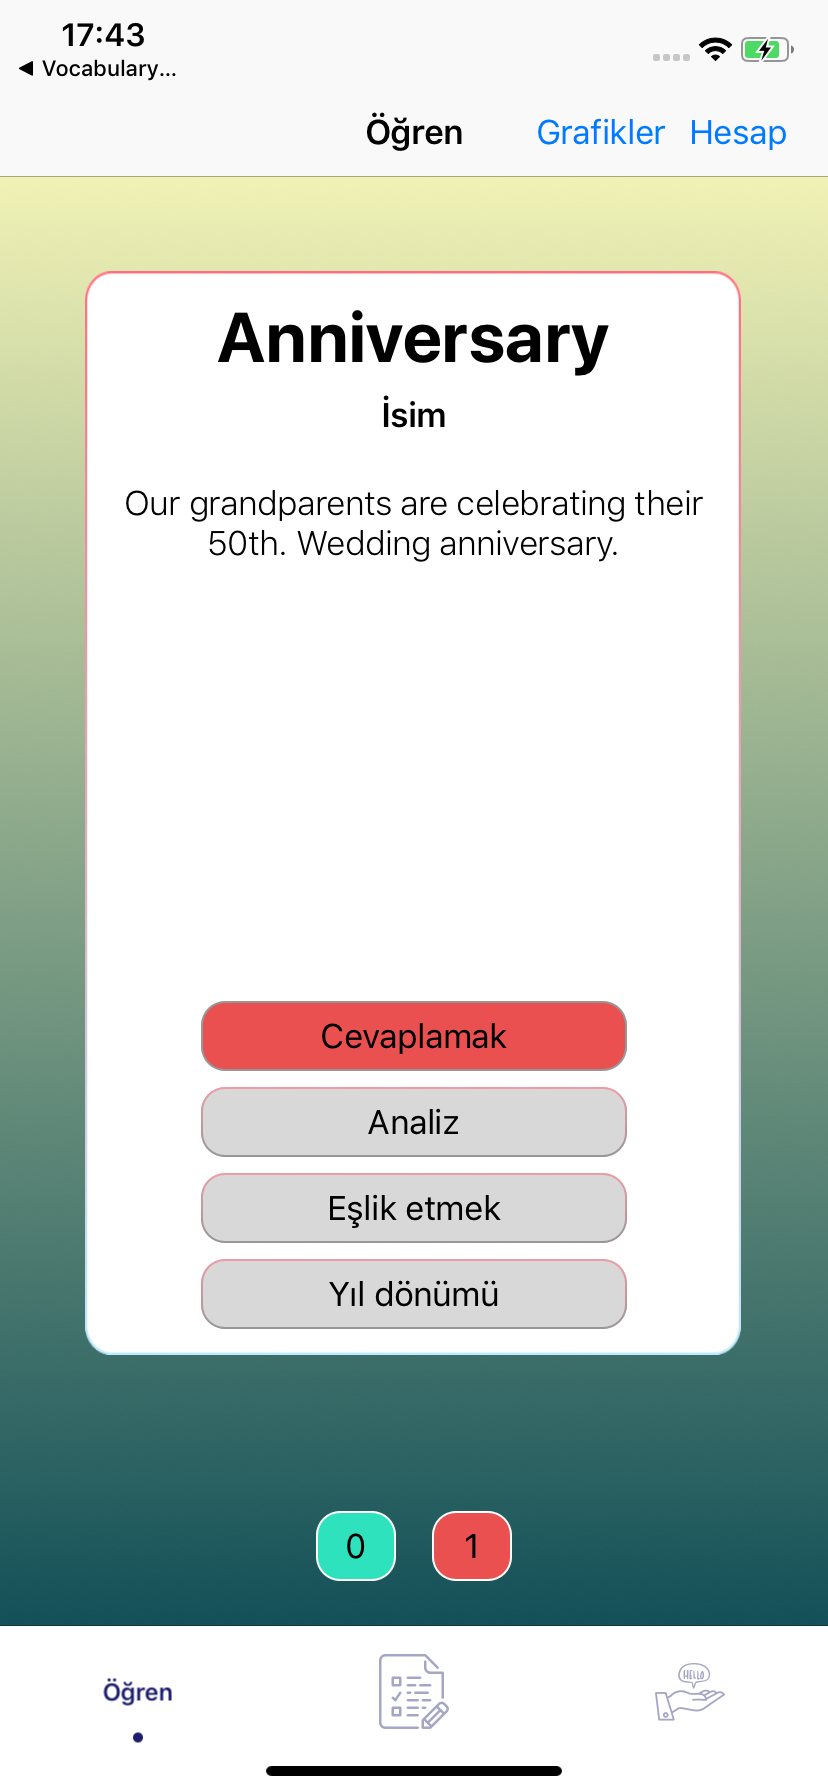 17:43
◀ Vocabulary...
Öğren
Grafikler
Hesap
Anniversary
İsim
Our grandparents are celebrating their
50th. Wedding anniversary.
Cevaplamak
Analiz
Eşlik etmek
Yıl dönümü
0
1
Öğren
HELLO